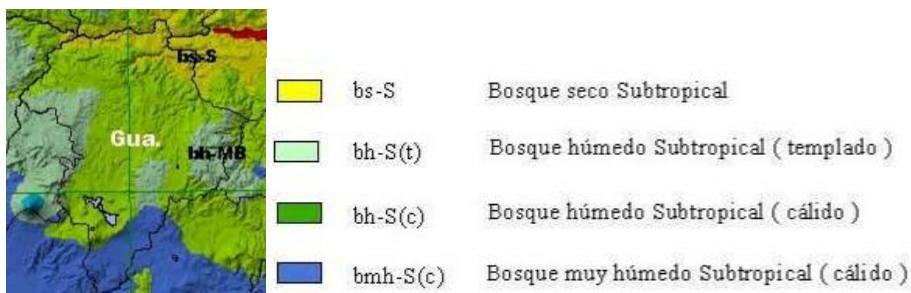 bs-S
Gua.
bh-MB
bs-S Bosque seco Subtropical
bh-S(t) Bosque húmedo Subtropical ( templado )
bh-S(c) Bosque húmedo Subtropical ( cálido )
bmh-S(c) Bosque muy húmedo Subtropical ( cálido )